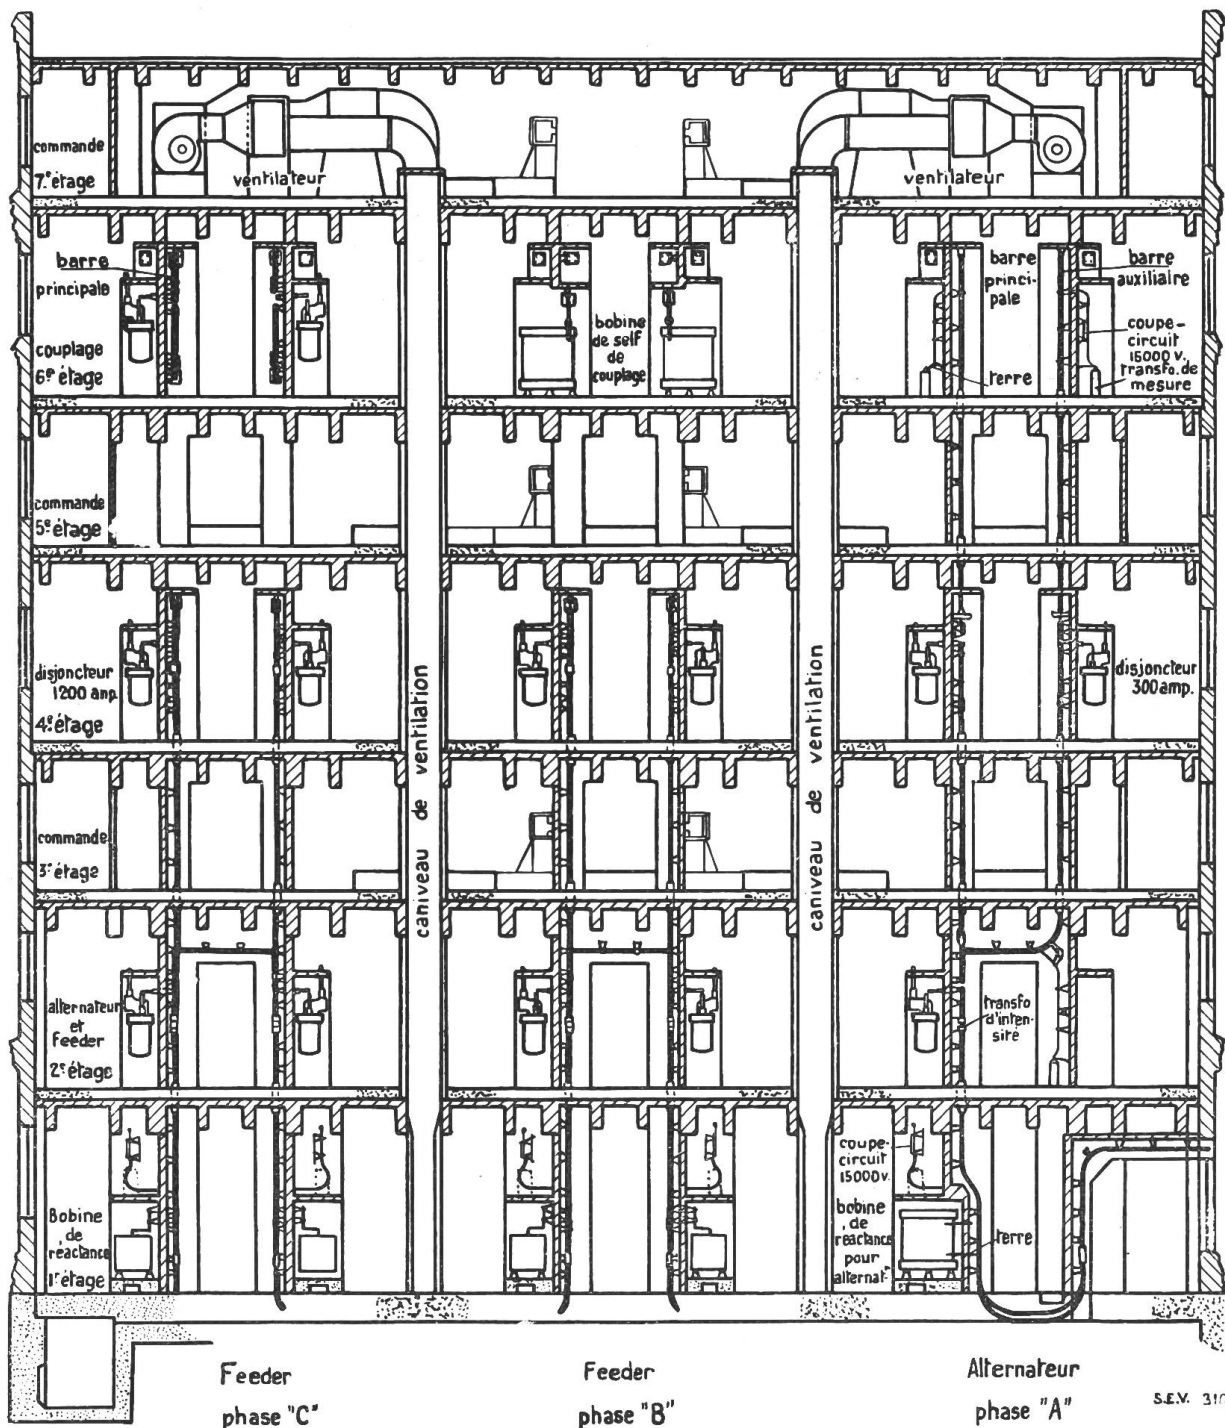 commande
7e étage
ventilateur
ventilateur
barre
principale
couplage
6e étage
bobine
de self
de
couplage
barre
princi-
pale
terre
barre
auxiliaire
coupe-
circuit
15000 v.
transfo. de
mesure
commande
5e étage
disjoncteur
1200 amp.
4e étage
disjoncteur
300 amp.
caniveau de ventilation
caniveau de ventilation
commande
3e étage
alternateur
et
Feeder
2e étage
transfo
d'inten-
sité
Bobine
de
réactance
1r étage
coupe-
circuit
15000 v.
bobine
de
réactance
pour
alternatr
terre
Feeder
phase "C"
Feeder
phase "B"
Alternateur
phase "A"
S.E.V.